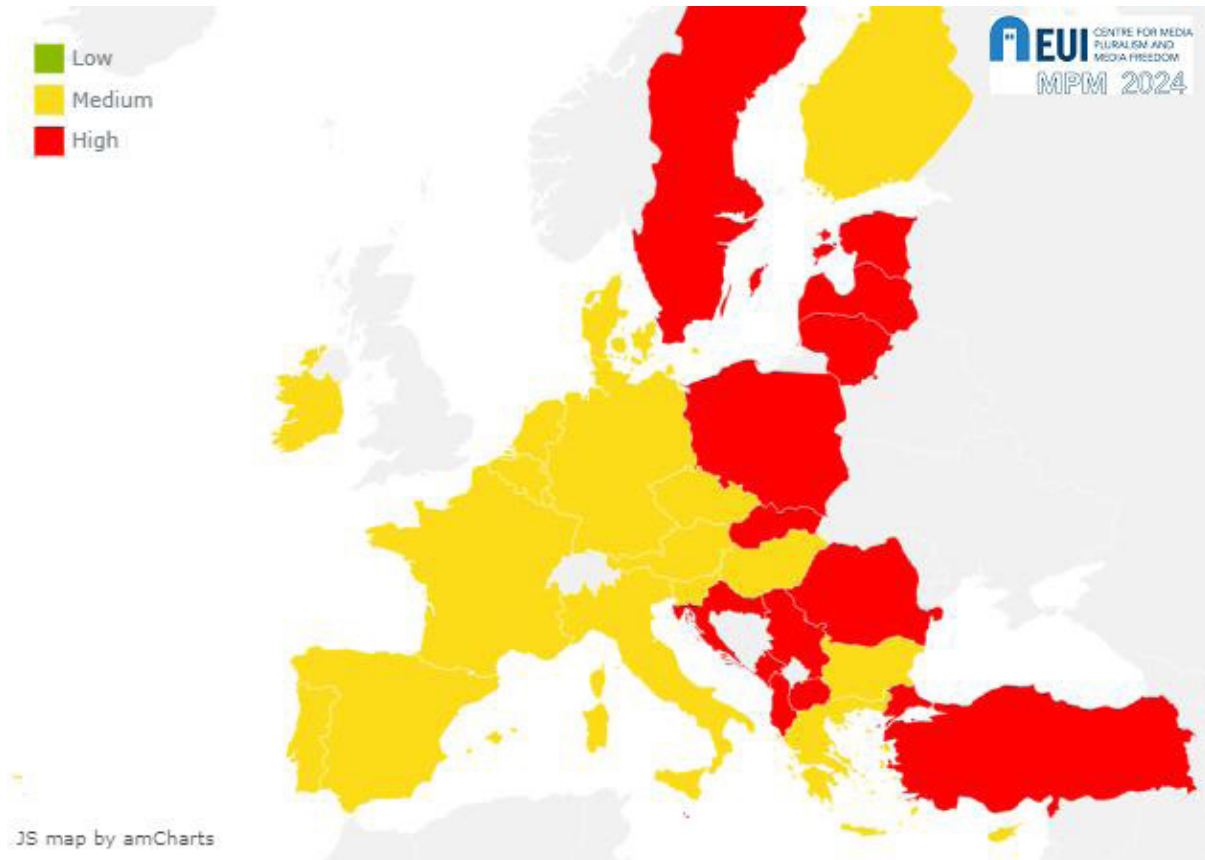 Low
Medium
High
EUI
CENTRE FOR MEDIA
PLURALISM AND
MEDIA FREEDOM
MPM 2024
JS map by amCharts